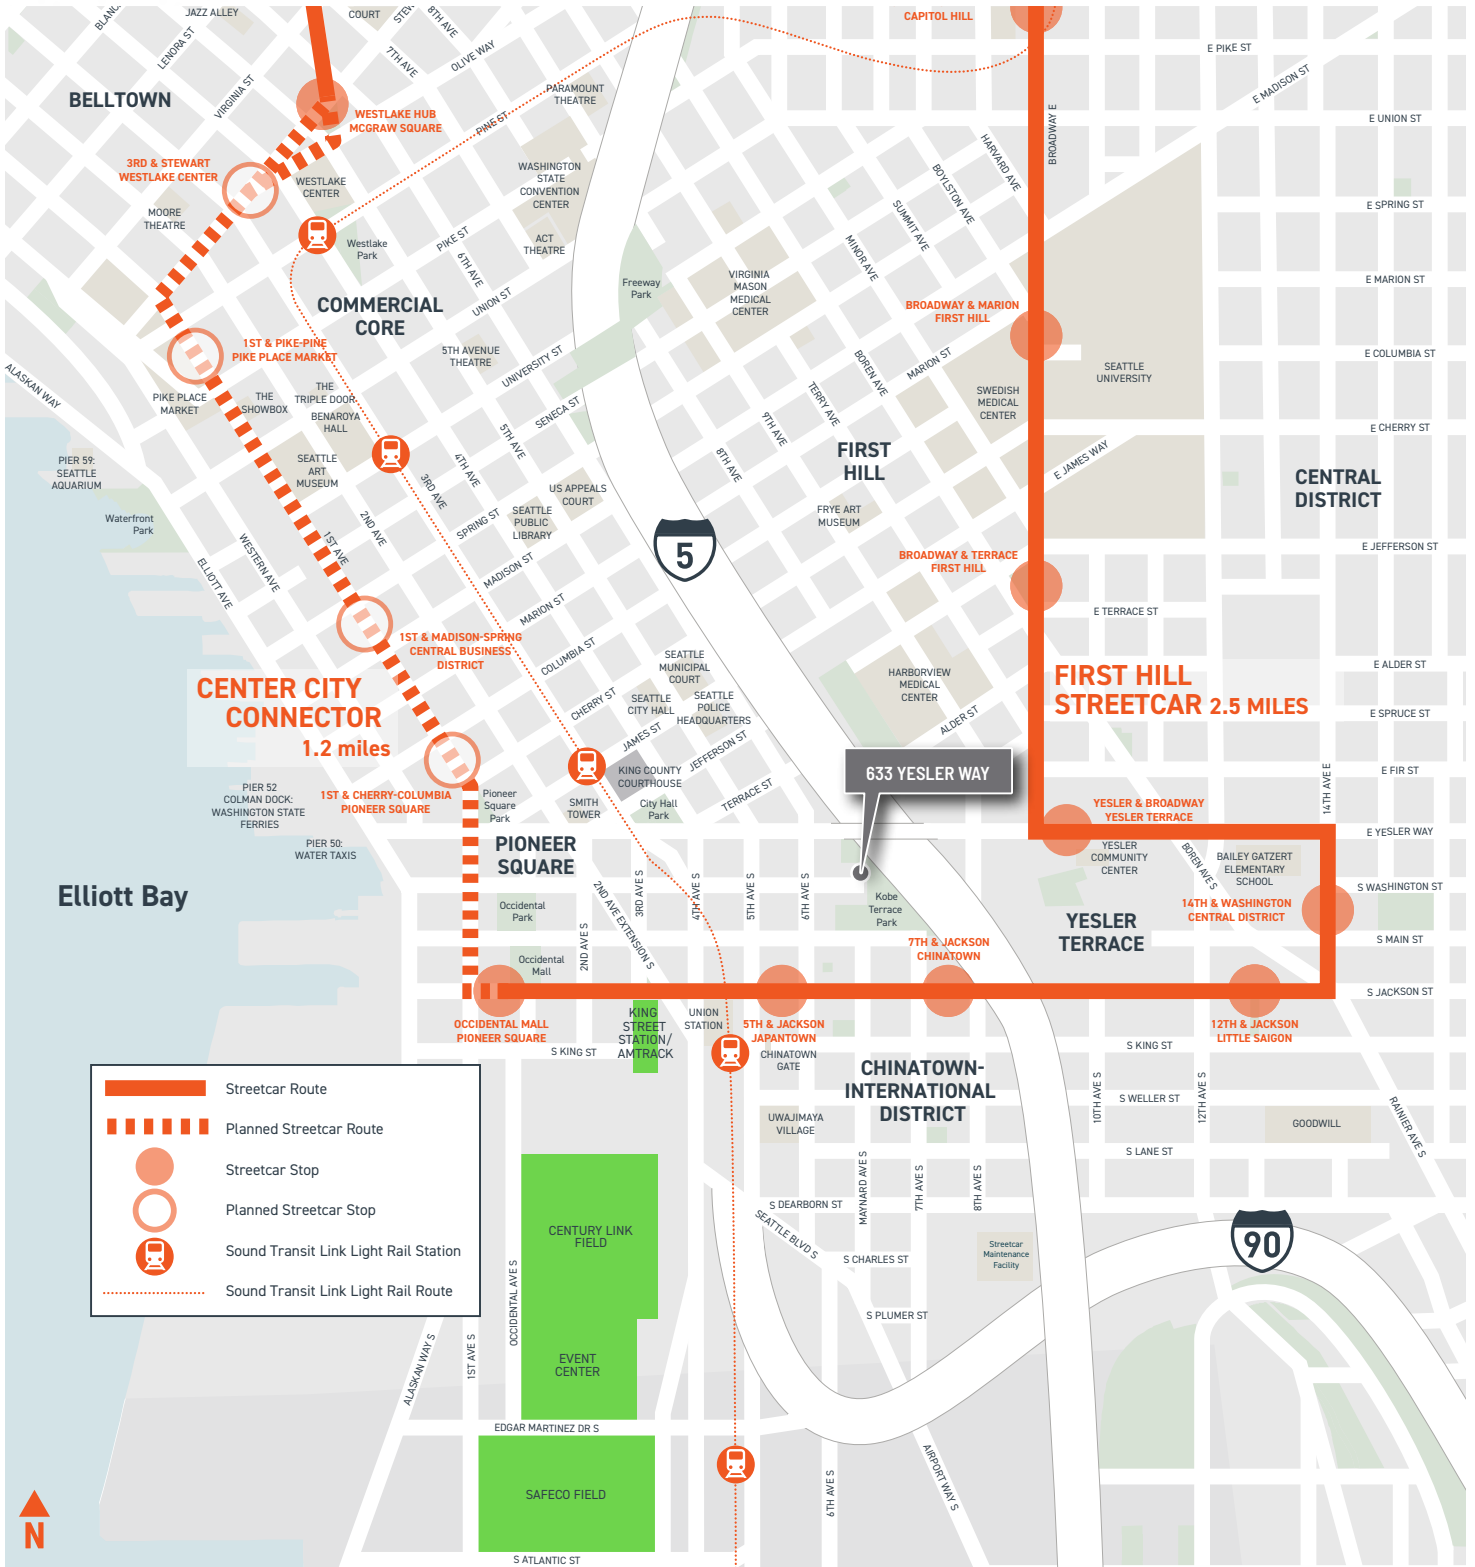 BLANC
JAZZ ALLEY
LENORA ST
VIRGINIA ST
COURT
STEW
8TH AVE
7TH AVE
OLIVE WAY
CAPITOL HILL
E PIKE ST
E MADISON ST
BELLTOWN
PARAMOUNT
THEATRE
WESTLAKE HUB
MCGRAW SQUARE
PINE ST
E UNION ST
BROADWAY E
HARVARD AVE
BOYLSTON AVE
SUMMIT AVE
MINOR AVE
3RD & STEWART
WESTLAKE CENTER
WESTLAKE
CENTER
WASHINGTON
STATE
CONVENTION
CENTER
MOORE
THEATRE
E SPRING ST
Westlake
Park
PIKE ST
6TH AVE
ACT
THEATRE
UNION ST
Freeway
Park
VIRGINIA
MASON
MEDICAL
CENTER
E MARION ST
COMMERCIAL
CORE
BROADWAY & MARION
FIRST HILL
1ST & PIKE-PINE
PIKE PLACE MARKET
5TH AVENUE
THEATRE
UNIVERSITY ST
MARION ST
BOREN AVE
TERRY AVE
9TH AVE
8TH AVE
E COLUMBIA ST
SEATTLE
UNIVERSITY
ALASKAN WAY
PIKE PLACE
MARKET
THE
SHOWBOX
THE
TRIPLE DOOR
BENAROYA
HALL
SENECA ST
SWEDISH
MEDICAL
CENTER
E CHERRY ST
PIER 59:
SEATTLE
AQUARIUM
SEATTLE
ART
MUSEUM
5TH AVE
4TH AVE
3RD AVE
FIRST
HILL
E JAMES WAY
CENTRAL
DISTRICT
Waterfront
Park
2ND AVE
1ST AVE
WESTERN AVE
ELLIOTT AVE
US APPEALS
COURT
SEATTLE
PUBLIC
LIBRARY
SPRING ST
MADISON ST
MARION ST
5
FRYE ART
MUSEUM
BROADWAY & TERRACE
FIRST HILL
E JEFFERSON ST
E TERRACE ST
1ST & MADISON-SPRING
CENTRAL BUSINESS
DISTRICT
COLUMBIA ST
CHERRY ST
SEATTLE
MUNICIPAL
COURT
SEATTLE
CITY HALL
SEATTLE
POLICE
HEADQUARTERS
HARBORVIEW
MEDICAL
CENTER
ALDER ST
FIRST HILL
STREETCAR 2.5 MILES
E ALDER ST
E SPRUCE ST
CENTER CITY
CONNECTOR
1.2 miles
JAMES ST
JEFFERSON ST
KING COUNTY
COURTHOUSE
TERRACE ST
633 YESLER WAY
E FIR ST
14TH AVE E
PIER 52
COLMAN DOCK:
WASHINGTON STATE
FERRIES
1ST & CHERRY-COLUMBIA
PIONEER SQUARE
Pioneer
Square
Park
SMITH
TOWER
City Hall
Park
YESLER & BROADWAY
YESLER TERRACE
E YESLER WAY
PIER 50:
WATER TAXIS
PIONEER
SQUARE
YESLER
COMMUNITY
CENTER
BOREN AVE S
BAILEY GATZERT
ELEMENTARY
SCHOOL
S WASHINGTON ST
Elliott Bay
Occidental
Park
2ND AVE EXTENSION S
3RD AVE S
4TH AVE S
5TH AVE S
6TH AVE S
Kobe
Terrace
Park
14TH & WASHINGTON
CENTRAL DISTRICT
YESLER
TERRACE
Occidental
Mall
2ND AVE S
7TH & JACKSON
CHINATOWN
S MAIN ST
S JACKSON ST
OCCIDENTAL MALL
PIONEER SQUARE
KING
STREET
STATION/
AMTRACK
UNION
STATION
5TH & JACKSON
JAPANTOWN
CHINATOWN
GATE
12TH & JACKSON
LITTLE SAIGON
S KING ST
S KING ST
CHINATOWN-
INTERNATIONAL
DISTRICT
10TH AVE S
S WELLER ST
12TH AVE S
RAINIER AVE S
UWAJIMAYA
VILLAGE
GOODWILL
S LANE ST
Streetcar Route
Planned Streetcar Route
Streetcar Stop
Planned Streetcar Stop
Sound Transit Link Light Rail Station
Sound Transit Link Light Rail Route
S DEARBORN ST
MAYNARD AVE S
7TH AVE S
8TH AVE S
SEATTLE BLVD S
S CHARLES ST
Streetcar
Maintenance
Facility
90
CENTURY LINK
FIELD
OCCIDENTAL AVE S
S PLUMER ST
ALASKAN WAY S
1ST AVE S
EVENT
CENTER
EDGAR MARTINEZ DR S
SAFECO FIELD
6TH AVE S
AIRPORT WAY S
N
S ATLANTIC ST